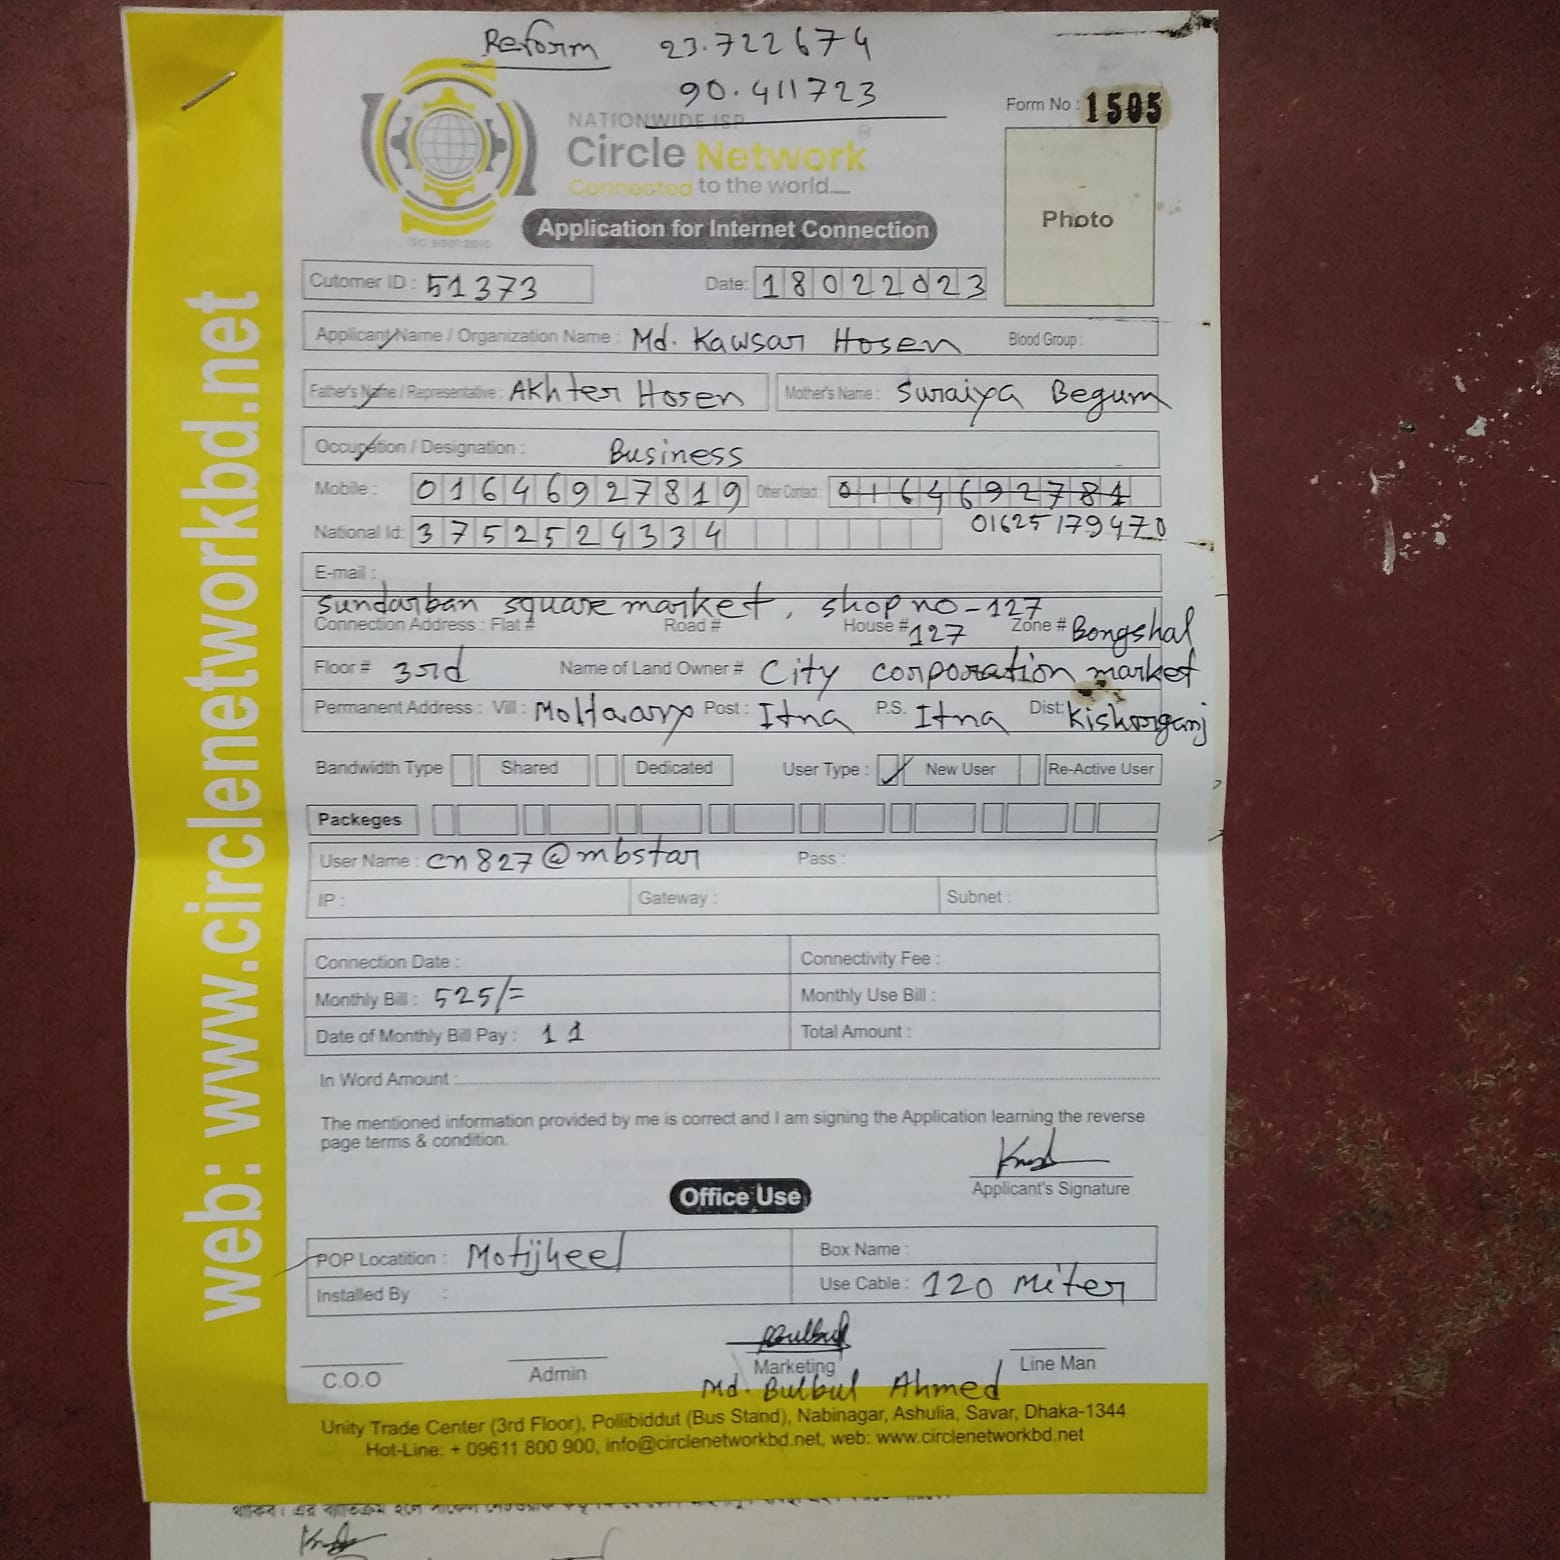 Reform 23.722674
90.411723
NATIONWIDE ISP
Form No : 1505
Circle Network
Connected to the world.....
ISO 9001:2015
Application for Internet Connection
Photo
Cutomer ID : 51373 Date: 18022023
Applicant Name / Organization Name : Md. Kawsar Hosen Blood Group :
Father's Name / Representative : Akhter Hosen Mother's Name : Suraiya Begum
Occupation / Designation : Business
Mobile : 01646927819 Other Contact : 0164692781
National Id: 3752524334 01625179470
E-mail :
Sundarban square market, shop no-127
Connection Address : Flat # Road # House # 127 Zone # Bongshal
Floor # 3rd Name of Land Owner # City corporation market
Permanent Address : Vill : Post : Itna P.S. Itna Dist: Kishorganj
Bandwidth Type Shared Dedicated User Type : New User Re-Active User
Packeges
User Name : cn827@mbstar Pass :
IP : Gateway : Subnet :
Connection Date : Connectivity Fee :
Monthly Bill : 525/= Monthly Use Bill :
Date of Monthly Bill Pay : 11 Total Amount :
In Word Amount :
The mentioned information provided by me is correct and I am signing the Application learning the reverse
page terms & condition.
Applicant's Signature
Office Use
POP Locatition : Motijheel Box Name :
Installed By : Use Cable : 120 Miter
Bulbul
C.O.O Admin Marketing Line Man
Md. Bulbul Ahmed
Unity Trade Center (3rd Floor), Pollibiddut (Bus Stand), Nabinagar, Ashulia, Savar, Dhaka-1344
Hot-Line: + 09611 800 900, info@circlenetworkbd.net, web: www.circlenetworkbd.net
web: www.circlenetworkbd.net